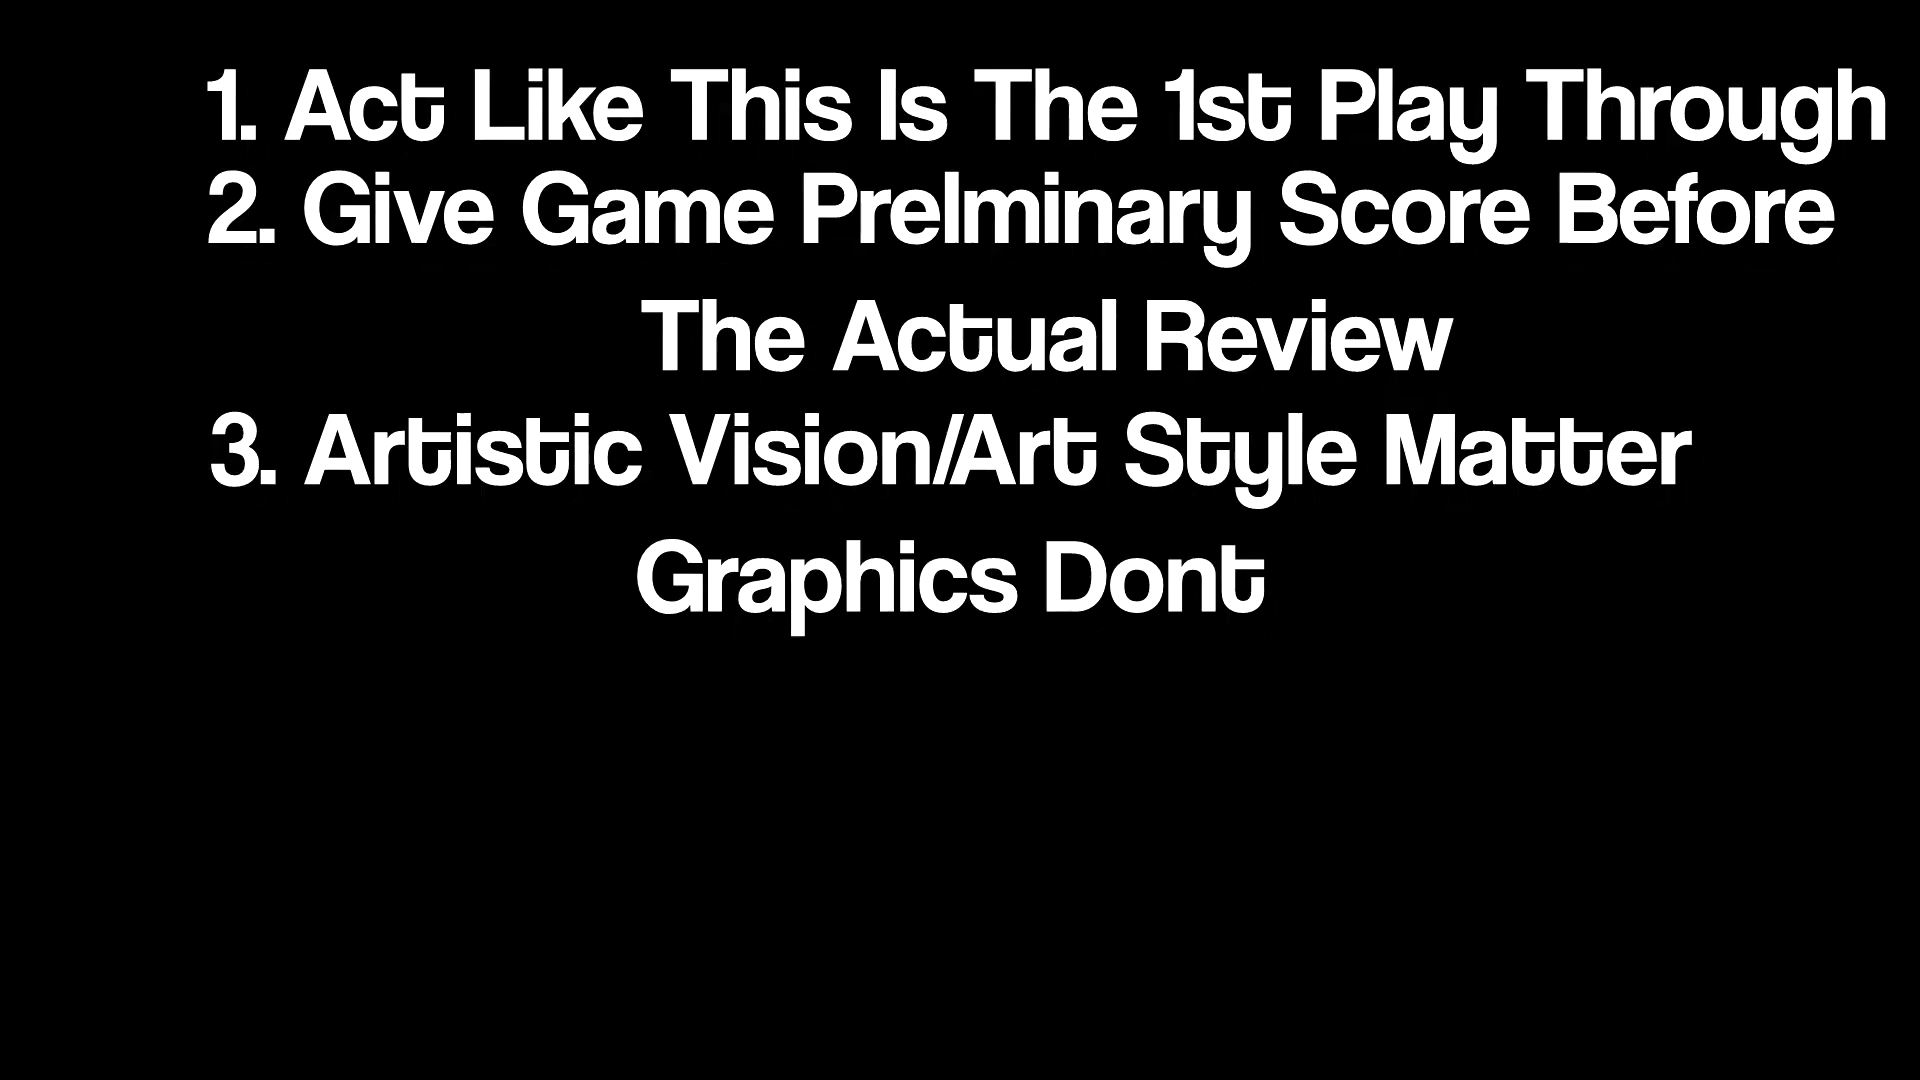 1. Act Like This Is The 1st Play Through
2. Give Game Prelminary Score Before
The Actual Review
3. Artistic Vision/Art Style Matter
Graphics Dont